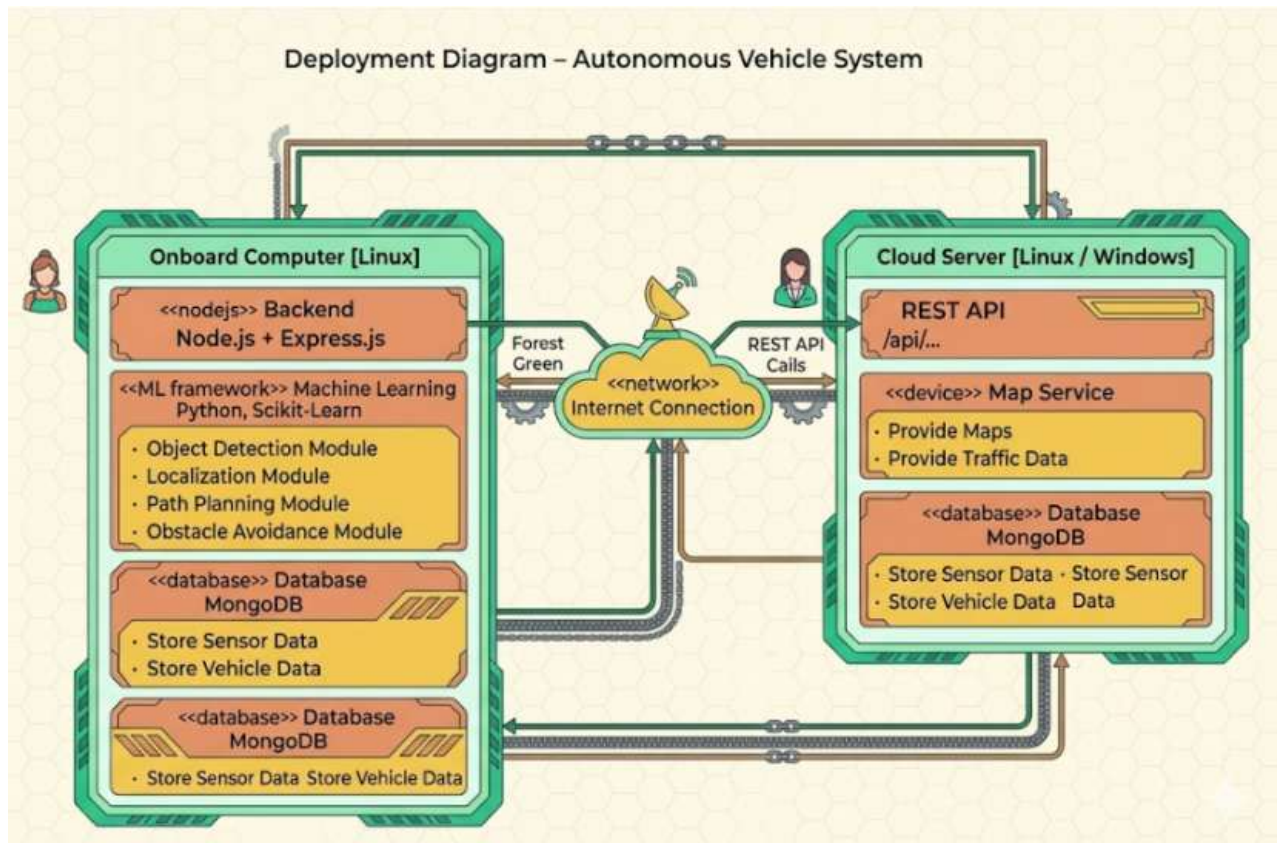 Deployment Diagram – Autonomous Vehicle System
Onboard Computer [Linux]
<<nodejs>> Backend
Node.js + Express.js
<<ML framework>> Machine Learning
Python, Scikit-Learn
· Object Detection Module
· Localization Module
· Path Planning Module
· Obstacle Avoidance Module
<<database>> Database
MongoDB
· Store Sensor Data
· Store Vehicle Data
<<database>> Database
MongoDB
· Store Sensor Data Store Vehicle Data
Forest
Green
<<network>>
Internet Connection
REST API
Calls
Cloud Server [Linux / Windows]
REST API
/api/...
<<device>> Map Service
· Provide Maps
· Provide Traffic Data
<<database>> Database
MongoDB
· Store Sensor Data · Store Sensor
· Store Vehicle Data Data